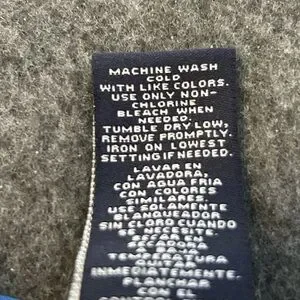 MACHINE WASH
COLD
WITH LIKE COLORS.
USE ONLY NON-
CHLORINE
BLEACH WHEN
NEEDED.
TUMBLE DRY LOW,
REMOVE PROMPTLY.
IRON ON LOWEST
SETTING IF NEEDED.
LAVAR EN
LAVADORA,
CON AGUA FRIA
CON COLORES
SIMILARES.
USE SOLAMENTE
BLANQUEADOR
SIN CLORO CUANDO
NECESITE.
SECADORA
TEMPERATURA
INMEDIATAMENTE.
PLANCHAR
CON EL